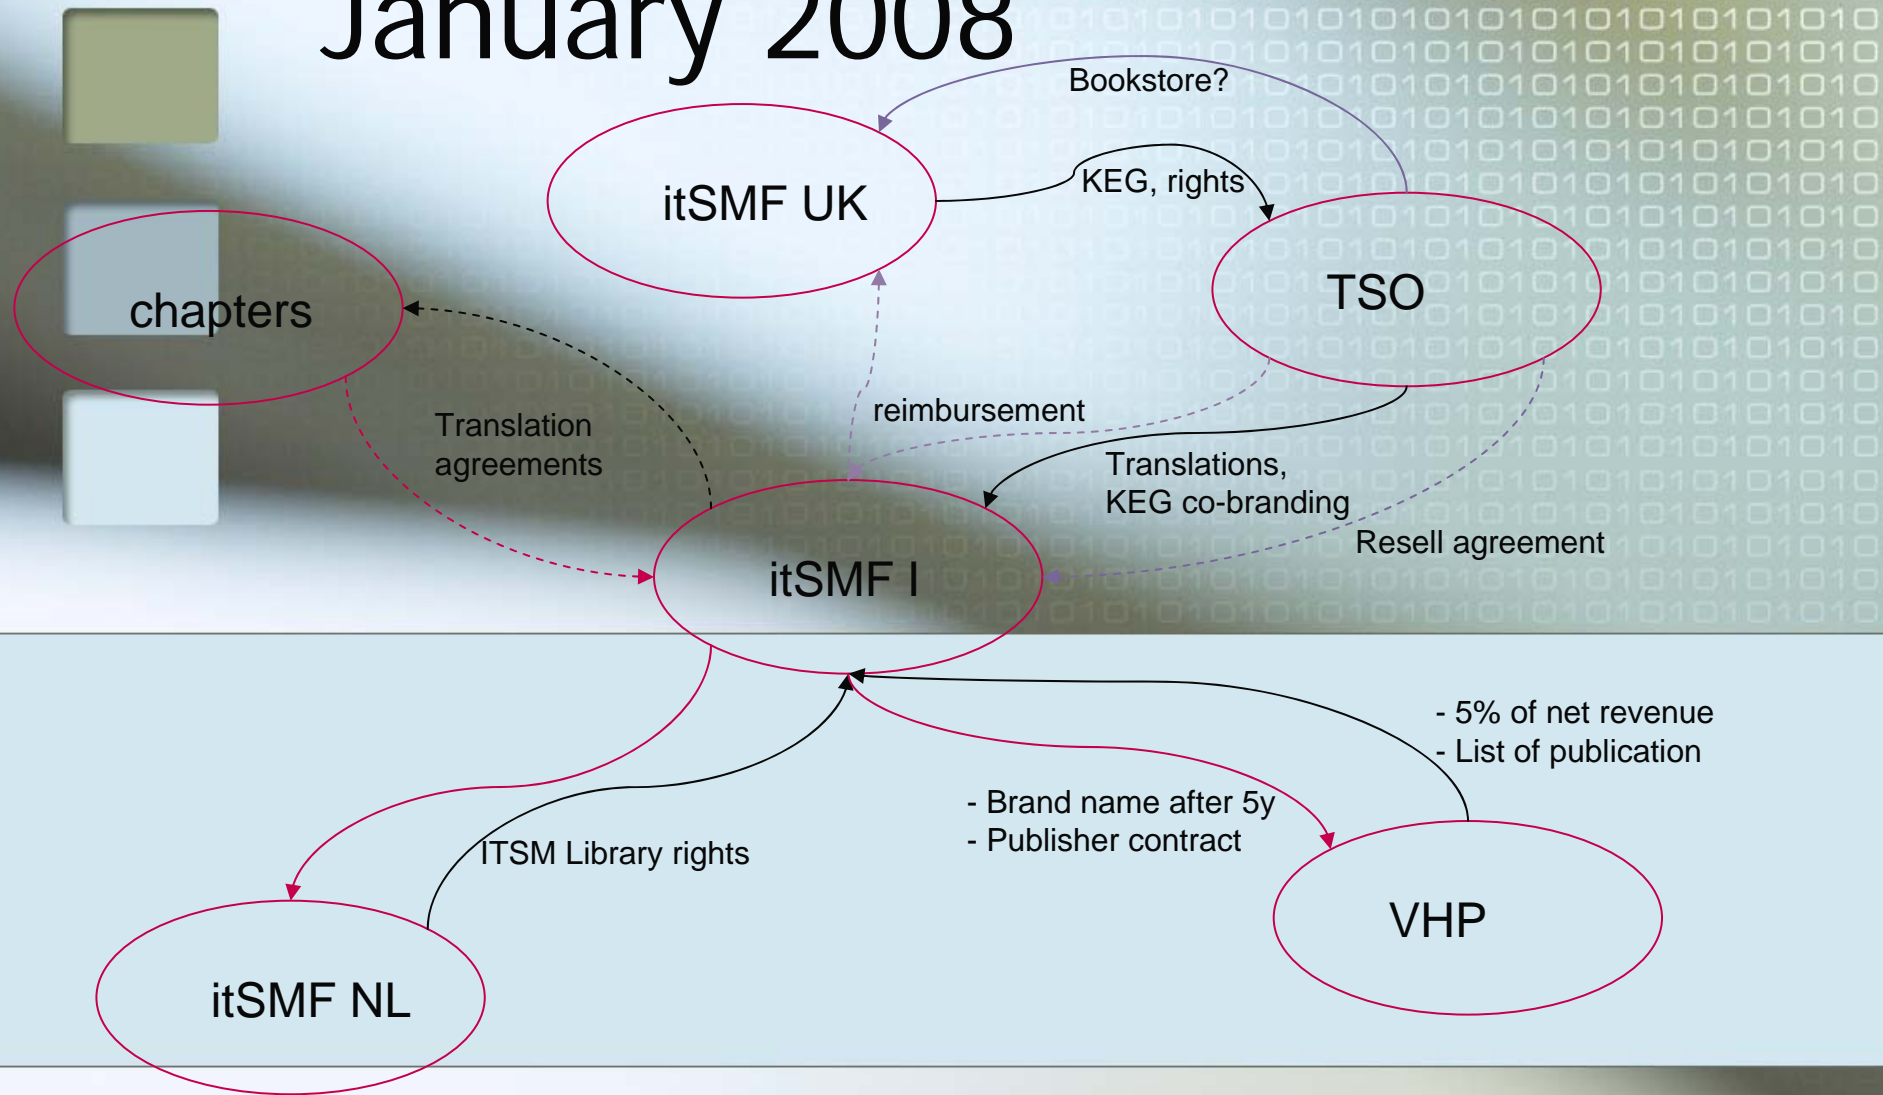 January 2008
Bookstore?
itSMF UK
KEG, rights
TSO
chapters
reimbursement
Translation
agreements
Translations,
KEG co-branding
Resell agreement
itSMF I
- 5% of net revenue
- List of publication
- Brand name after 5y
- Publisher contract
ITSM Library rights
VHP
itSMF NL